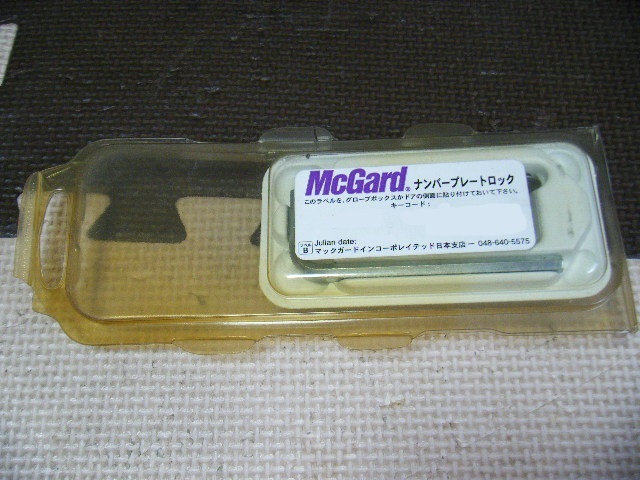 McGard® ナンバープレートロック
このラベルを、グローブボックスかドアの側面に貼り付けておいて下さい。
キーコード:
Julian date:
B マックガードインコーポレイテッド日本支店ー 048-640-5575